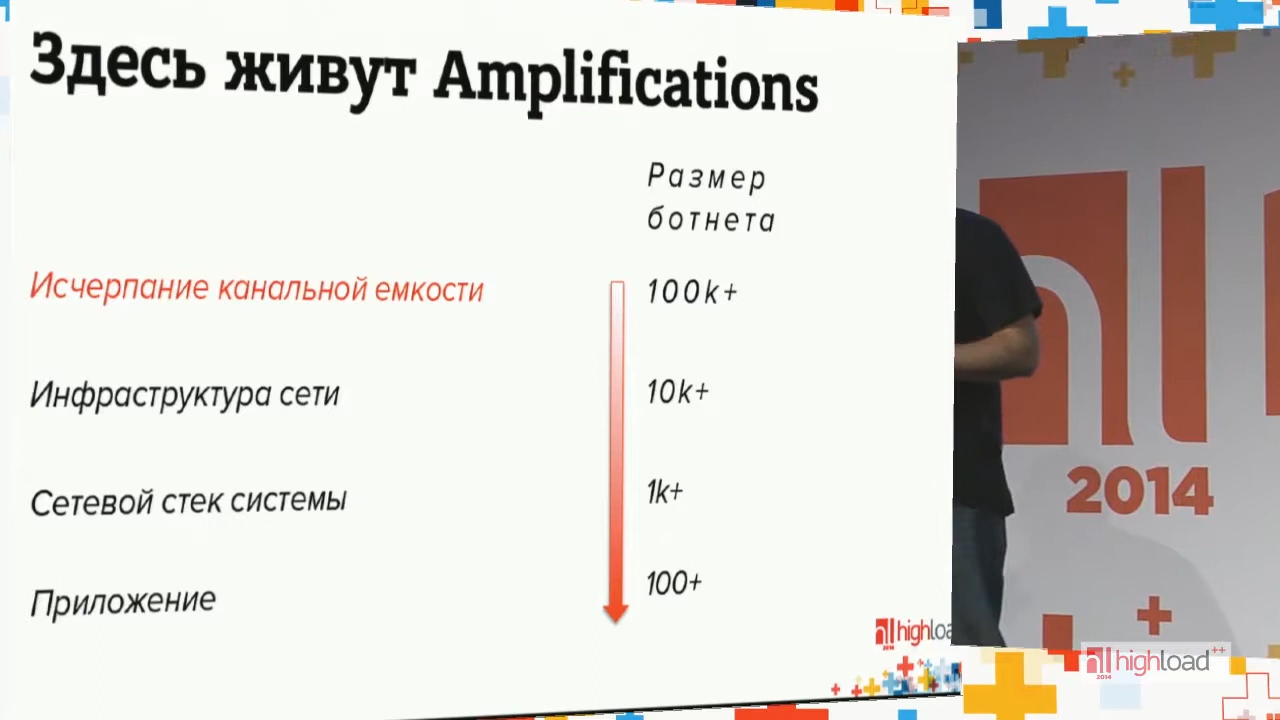 Здесь живут Amplifications
Размер
ботнета
Исчерпание канальной емкости
100k+
Инфраструктура сети
10k+
Сетевой стек системы
1k+
Приложение
100+
2014
highload++
2014